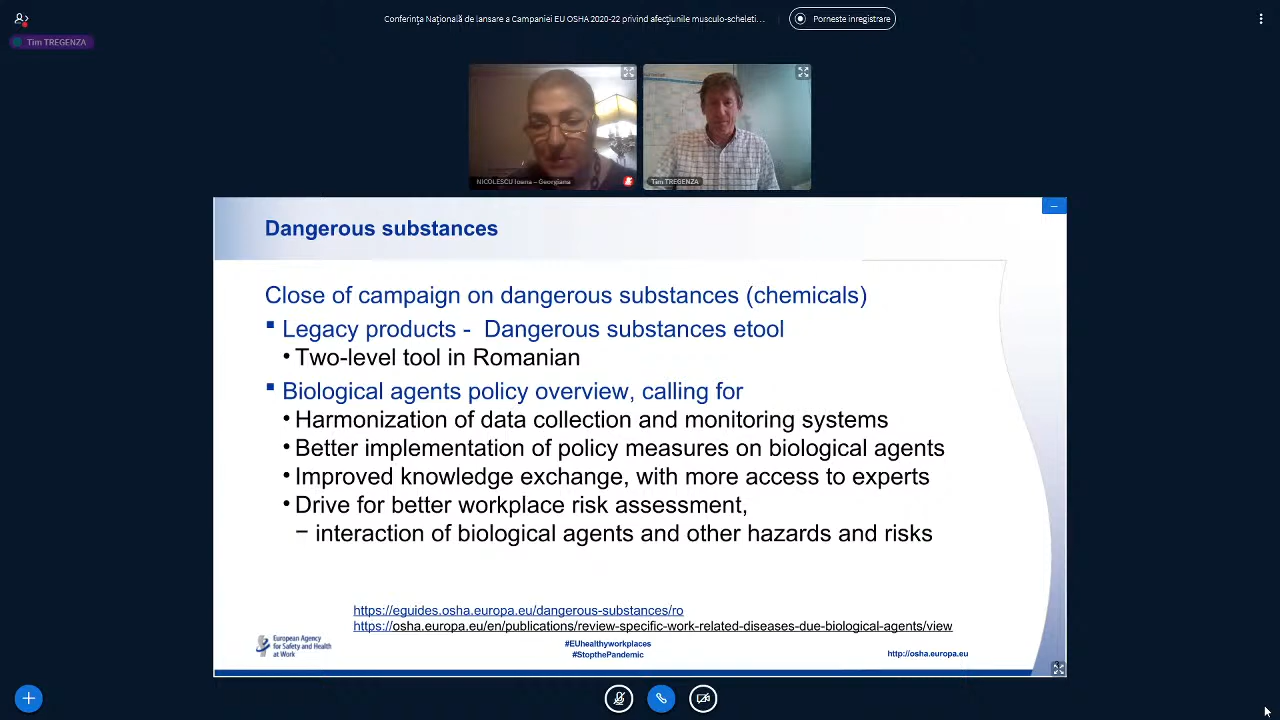 Conferința Națională de lansare a Campaniei EU OSHA 2020-22 privind afecțiunile musculo-scheleti...
Porneste inregistrare
Tim TREGENZA
NICOLESCU Ioana – Georgiana
Tim TREGENZA
Dangerous substances
Close of campaign on dangerous substances (chemicals)
Legacy products - Dangerous substances etool
• Two-level tool in Romanian
Biological agents policy overview, calling for
• Harmonization of data collection and monitoring systems
• Better implementation of policy measures on biological agents
• Improved knowledge exchange, with more access to experts
• Drive for better workplace risk assessment,
– interaction of biological agents and other hazards and risks
https://eguides.osha.europa.eu/dangerous-substances/ro
https://osha.europa.eu/en/publications/review-specific-work-related-diseases-due-biological-agents/view
European Agency
for Safety and Health
at Work
#EUhealthyworkplaces
#StopthePandemic
http://osha.europa.eu